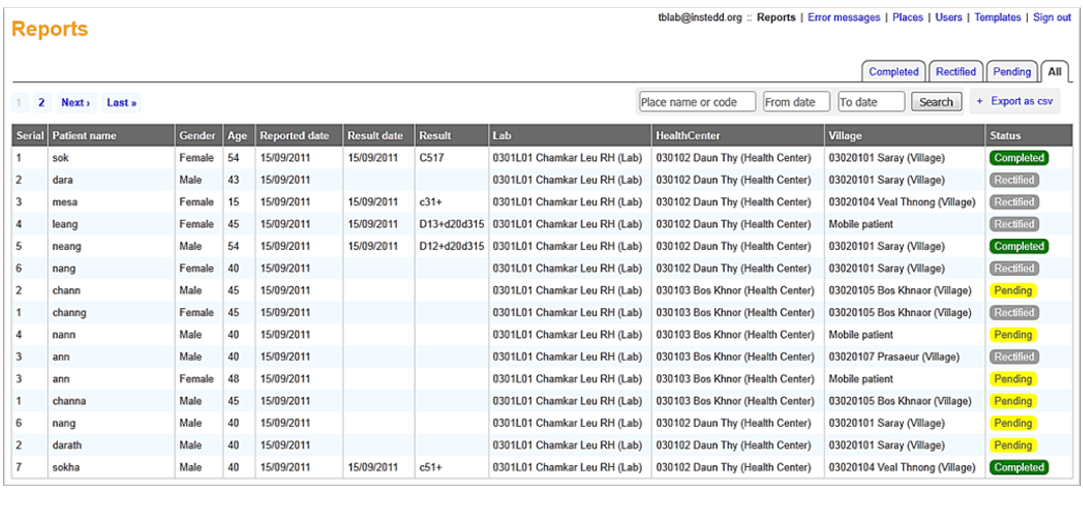 tblab@instedd.org :: Reports | Error messages | Places | Users | Templates | Sign out
Reports
Completed Rectified Pending All
1 2 Next › Last » Place name or code From date To date Search + Export as csv
Serial Patient name Gender Age Reported date Result date Result Lab HealthCenter Village Status
1 sok Female 54 15/09/2011 15/09/2011 C517 0301L01 Chamkar Leu RH (Lab) 030102 Daun Thy (Health Center) 03020101 Saray (Village) Completed
2 dara Male 43 15/09/2011 0301L01 Chamkar Leu RH (Lab) 030102 Daun Thy (Health Center) 03020101 Saray (Village) Rectified
3 mesa Female 15 15/09/2011 15/09/2011 c31+ 0301L01 Chamkar Leu RH (Lab) 030102 Daun Thy (Health Center) 03020104 Veal Thnong (Village) Rectified
4 leang Female 45 15/09/2011 15/09/2011 D13+d20d315 0301L01 Chamkar Leu RH (Lab) 030102 Daun Thy (Health Center) Mobile patient Rectified
5 neang Male 54 15/09/2011 15/09/2011 D12+d20d315 0301L01 Chamkar Leu RH (Lab) 030102 Daun Thy (Health Center) 03020101 Saray (Village) Completed
6 nang Female 40 15/09/2011 0301L01 Chamkar Leu RH (Lab) 030102 Daun Thy (Health Center) 03020101 Saray (Village) Rectified
2 chann Male 45 15/09/2011 0301L01 Chamkar Leu RH (Lab) 030103 Bos Khnor (Health Center) 03020105 Bos Khnaor (Village) Pending
1 channg Female 45 15/09/2011 0301L01 Chamkar Leu RH (Lab) 030103 Bos Khnor (Health Center) 03020105 Bos Khnaor (Village) Rectified
4 nann Male 40 15/09/2011 0301L01 Chamkar Leu RH (Lab) 030103 Bos Khnor (Health Center) Mobile patient Pending
3 ann Male 40 15/09/2011 0301L01 Chamkar Leu RH (Lab) 030103 Bos Khnor (Health Center) 03020107 Prasaeur (Village) Rectified
3 ann Female 48 15/09/2011 0301L01 Chamkar Leu RH (Lab) 030103 Bos Khnor (Health Center) Mobile patient Pending
1 channa Male 45 15/09/2011 0301L01 Chamkar Leu RH (Lab) 030103 Bos Khnor (Health Center) 03020105 Bos Khnaor (Village) Pending
6 nang Male 40 15/09/2011 0301L01 Chamkar Leu RH (Lab) 030102 Daun Thy (Health Center) 03020101 Saray (Village) Pending
2 darath Male 40 15/09/2011 0301L01 Chamkar Leu RH (Lab) 030102 Daun Thy (Health Center) 03020101 Saray (Village) Pending
7 sokha Male 40 15/09/2011 15/09/2011 c51+ 0301L01 Chamkar Leu RH (Lab) 030102 Daun Thy (Health Center) 03020104 Veal Thnong (Village) Completed